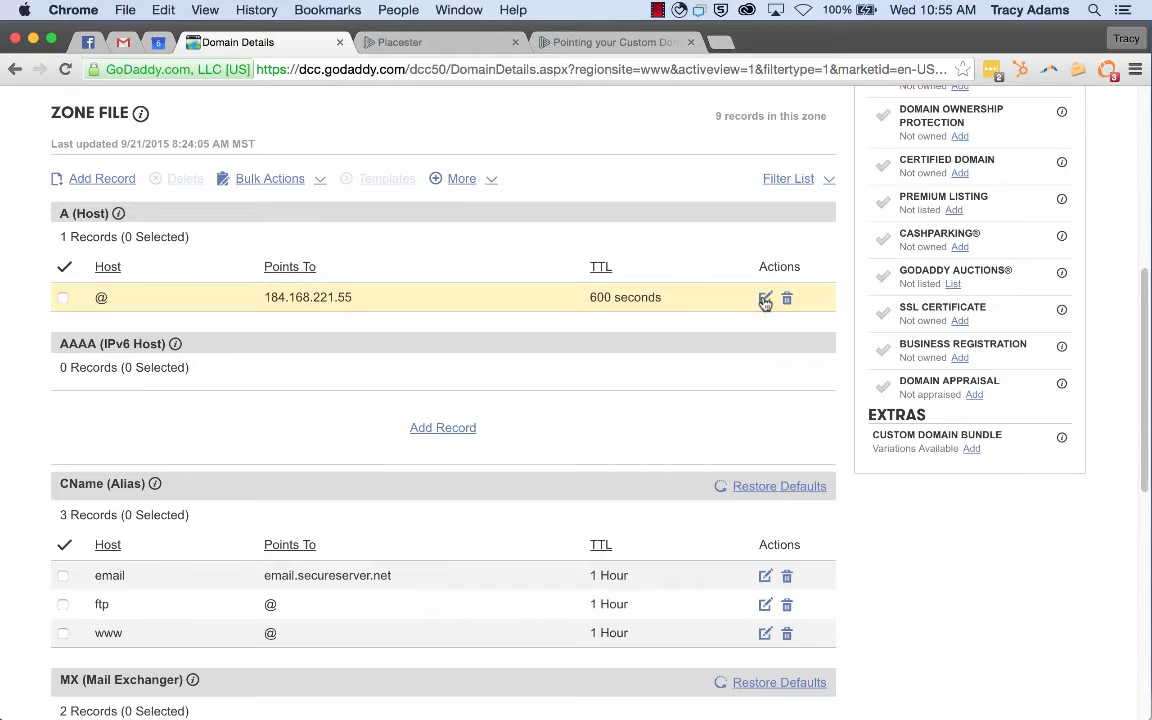 Chrome File Edit View History Bookmarks People Window Help 100% Wed 10:55 AM Tracy Adams
6 Domain Details Placester Pointing your Custom Do Tracy
GoDaddy.com, LLC [US] https://dcc.godaddy.com/dcc50/DomainDetails.aspx?regionsite=www&activeview=1&filtertype=1&marketid=en-US... 2 3
ZONE FILE
9 records in this zone
Last updated 9/21/2015 8:24:05 AM MST
Add Record Delete Bulk Actions Templates More Filter List
A (Host)
1 Records (0 Selected)
Host Points To TTL Actions
@ 184.168.221.55 600 seconds
AAAA (IPv6 Host)
0 Records (0 Selected)
Add Record
CName (Alias) Restore Defaults
3 Records (0 Selected)
Host Points To TTL Actions
email email.secureserver.net 1 Hour
ftp @ 1 Hour
www @ 1 Hour
MX (Mail Exchanger) Restore Defaults
2 Records (0 Selected)
Not owned Add
DOMAIN OWNERSHIP
PROTECTION
Not owned Add
CERTIFIED DOMAIN
Not owned Add
PREMIUM LISTING
Not listed Add
CASHPARKING®
Not owned Add
GODADDY AUCTIONS®
Not listed List
SSL CERTIFICATE
Not owned Add
BUSINESS REGISTRATION
Not owned Add
DOMAIN APPRAISAL
Not appraised Add
EXTRAS
CUSTOM DOMAIN BUNDLE
Variations Available Add